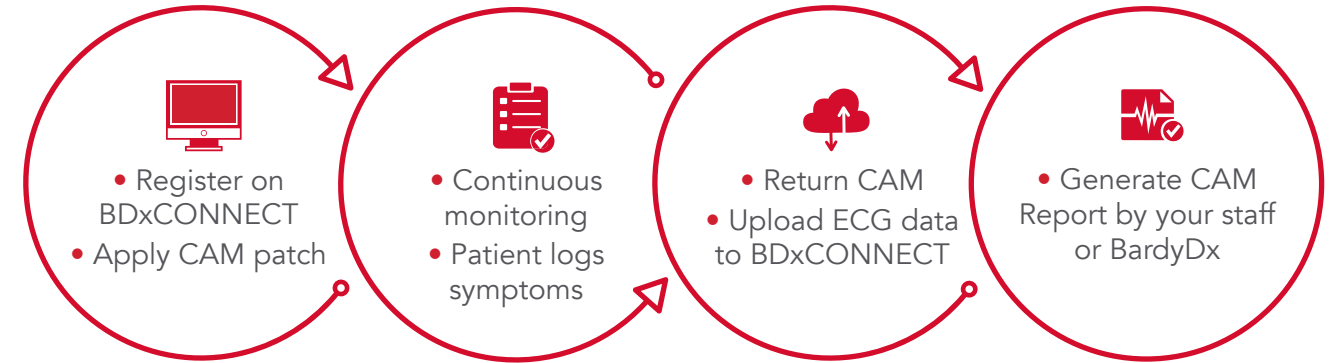 • Register on
BDxCONNECT
• Apply CAM patch
• Continuous
monitoring
• Patient logs
symptoms
• Return CAM
• Upload ECG data
to BDxCONNECT
• Generate CAM
Report by your staff
or BardyDx